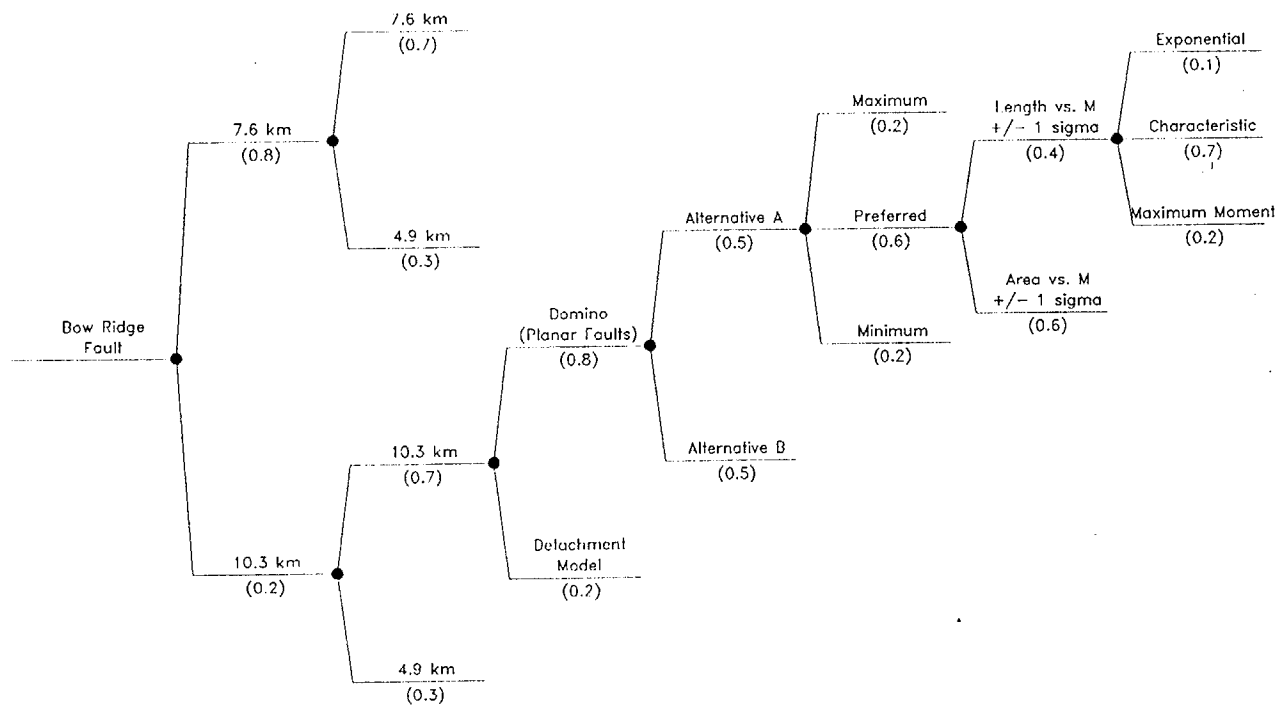 Bow Ridge
Fault
7.6 km
(0.8)
10.3 km
(0.2)
7.6 km
(0.7)
4.9 km
(0.3)
10.3 km
(0.7)
4.9 km
(0.3)
Domino
(Planar Faults)
(0.8)
Detachment
Model
(0.2)
Alternative A
(0.5)
Alternative B
(0.5)
Maximum
(0.2)
Preferred
(0.6)
Minimum
(0.2)
Length vs. M
+/- 1 sigma
(0.4)
Area vs. M
+/- 1 sigma
(0.6)
Exponential
(0.1)
Characteristic
(0.7)
Maximum Moment
(0.2)